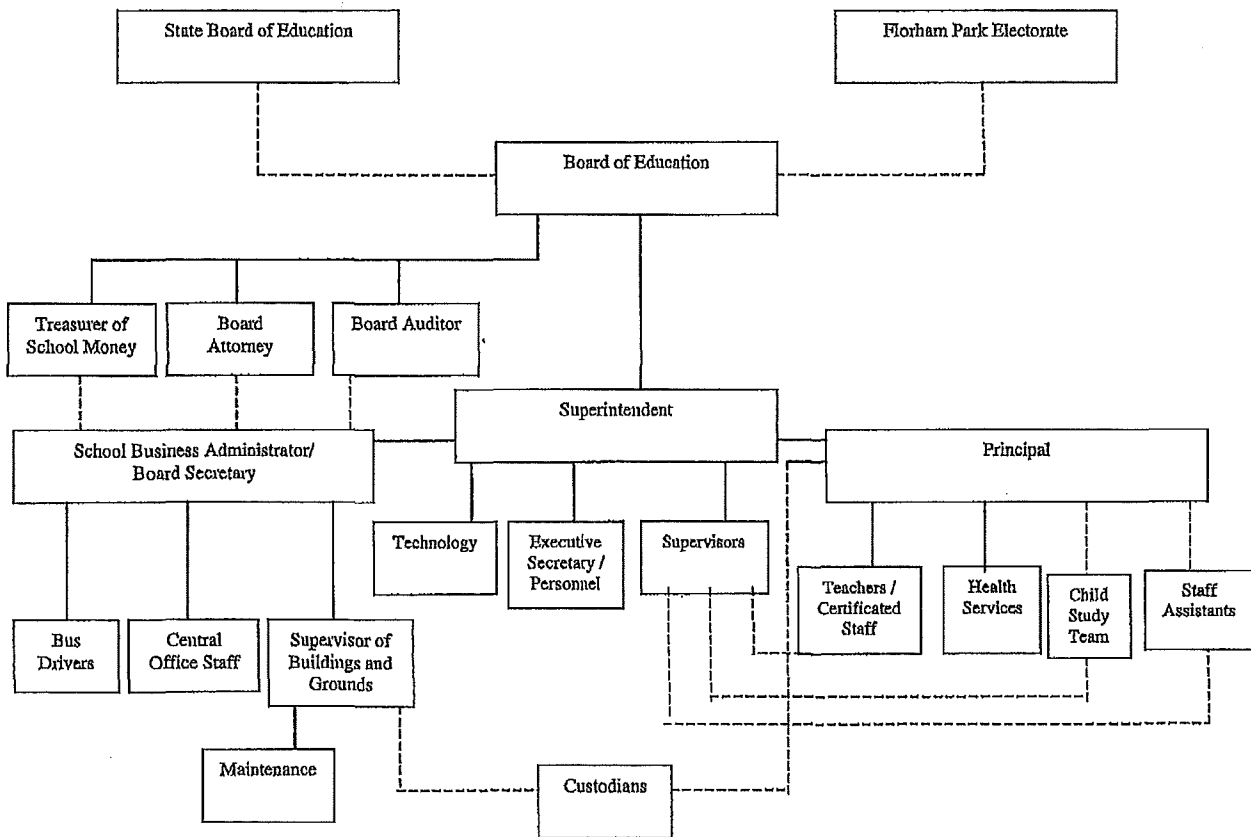 State Board of Education
Florham Park Electorate
Board of Education
Treasurer of
School Money
Board
Attorney
Board Auditor
Superintendent
School Business Administrator/
Board Secretary
Principal
Technology
Executive
Secretary /
Personnel
Supervisors
Teachers /
Certificated
Staff
Health
Services
Child
Study
Team
Staff
Assistants
Bus
Drivers
Central
Office Staff
Supervisor of
Buildings and
Grounds
Maintenance
Custodians